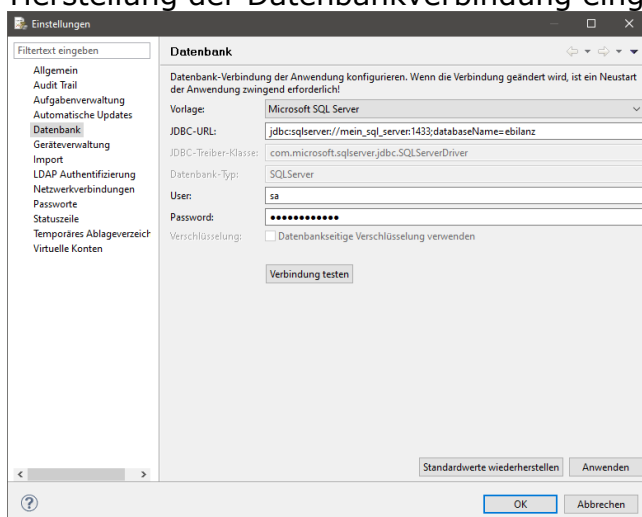 Herstellung der Datenbankverbindung eing
Einstellungen
Filtertext eingeben
Allgemein
Audit Trail
Aufgabenverwaltung
Automatische Updates
Datenbank
Geräteverwaltung
Import
LDAP Authentifizierung
Netzwerkverbindungen
Passworte
Statuszeile
Temporäres Ablageverzeich
Virtuelle Konten
Datenbank
Datenbank-Verbindung der Anwendung konfigurieren. Wenn die Verbindung geändert wird, ist ein Neustart
der Anwendung zwingend erforderlich!
Vorlage: Microsoft SQL Server
JDBC-URL: jdbc:sqlserver://mein_sql_server:1433;databaseName=ebilanz
JDBC-Treiber-Klasse: com.microsoft.sqlserver.jdbc.SQLServerDriver
Datenbank-Typ: SQLServer
User: sa
Password: ●●●●●●●●●●●●
Verschlüsselung: Datenbankseitige Verschlüsselung verwenden
Verbindung testen
Standardwerte wiederherstellen Anwenden
? OK Abbrechen